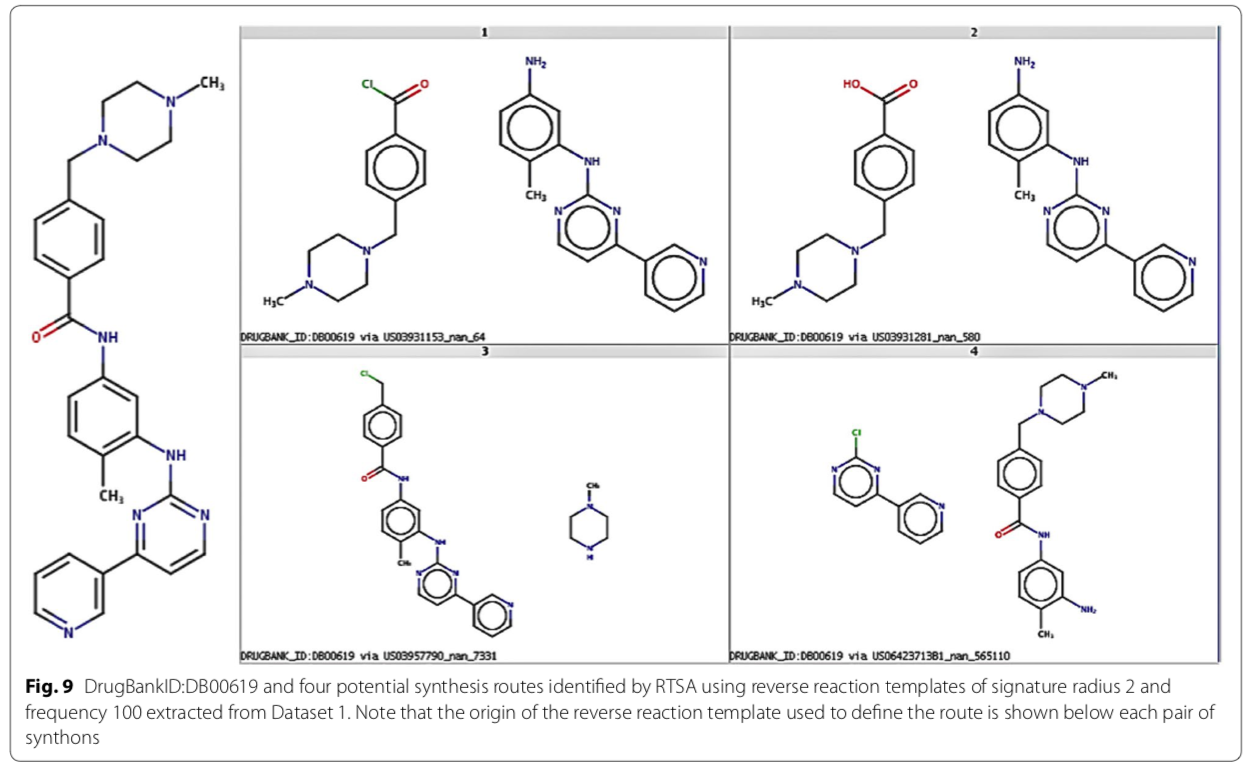 1
2
CH₃
N
N
O
NH
CH₃
NH
N
N
N
Cl
O
NH₂
NH
CH₃
N
N
N
N
N
H₃C
DRUGBANK_ID:DB00619 via US03931153_nan_64
HO
O
NH₂
NH
CH₃
N
N
N
N
N
H₃C
DRUGBANK_ID:DB00619 via US03931281_nan_580
3
4
Cl
O
NH
NH
CH₃
N
N
N
CH₃
N
N
H
DRUGBANK_ID:DB00619 via US03957790_nan_7331
Cl
N
N
N
CH₃
N
N
O
NH
NH₂
CH₃
DRUGBANK_ID:DB00619 via US06423713B1_nan_565110
Fig. 9 DrugBankID:DB00619 and four potential synthesis routes identified by RTSA using reverse reaction templates of signature radius 2 and
frequency 100 extracted from Dataset 1. Note that the origin of the reverse reaction template used to define the route is shown below each pair of
synthons